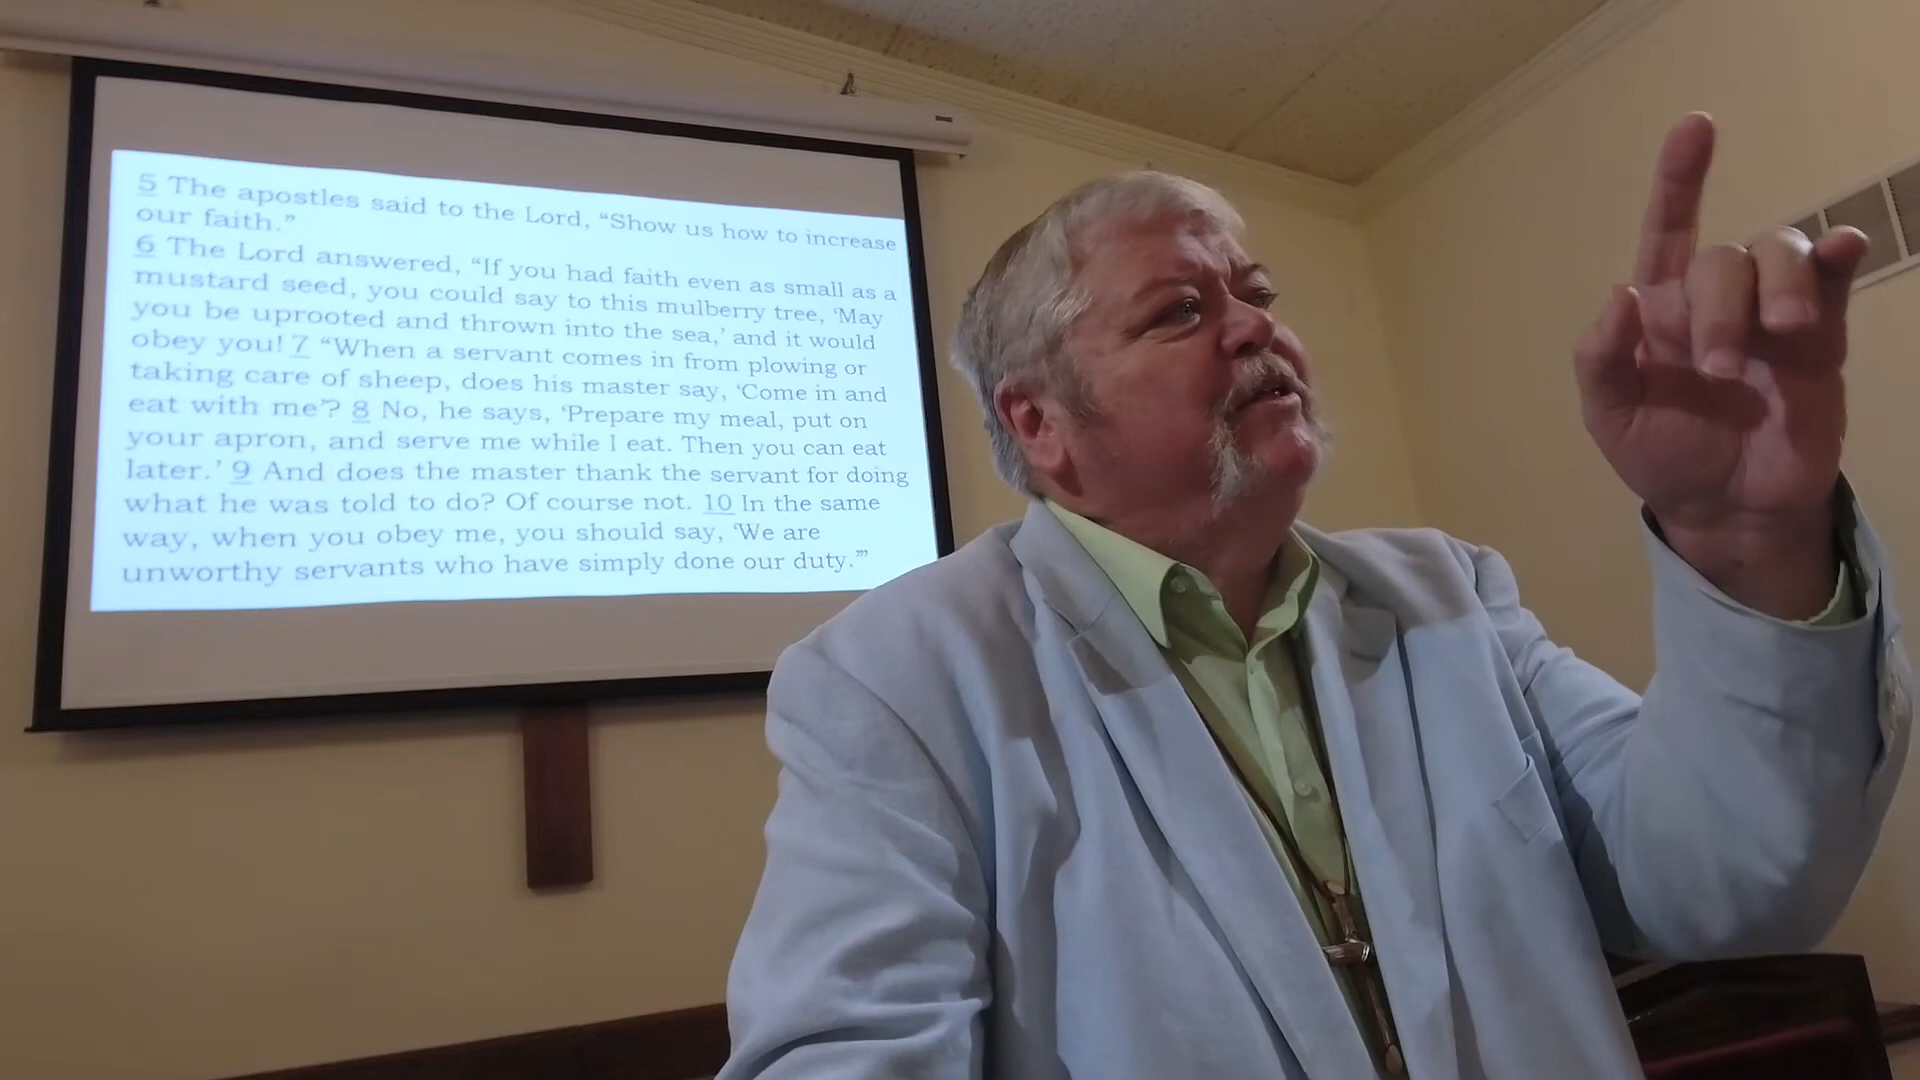 5 The apostles said to the Lord, “Show us how to increase
our faith.”
6 The Lord answered, “If you had faith even as small as a
mustard seed, you could say to this mulberry tree, ‘May
you be uprooted and thrown into the sea,’ and it would
obey you! 7 “When a servant comes in from plowing or
taking care of sheep, does his master say, ‘Come in and
eat with me’? 8 No, he says, ‘Prepare my meal, put on
your apron, and serve me while I eat. Then you can eat
later.’ 9 And does the master thank the servant for doing
what he was told to do? Of course not. 10 In the same
way, when you obey me, you should say, ‘We are
unworthy servants who have simply done our duty.’”